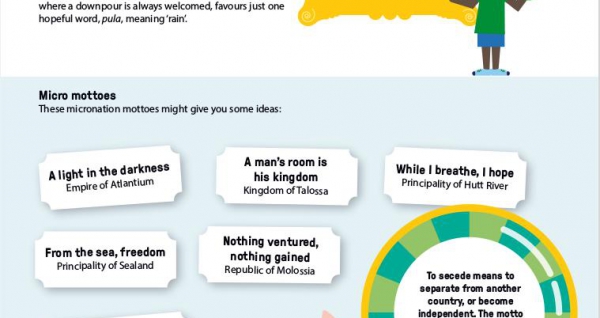 where a downpour is always welcomed, favours just one
hopeful word, pula, meaning ‘rain’.
Micro mottoes
These micronation mottoes might give you some ideas:
A light in the darkness
Empire of Atlantium
A man’s room is
his kingdom
Kingdom of Talossa
While I breathe, I hope
Principality of Hutt River
From the sea, freedom
Principality of Sealand
Nothing ventured,
nothing gained
Republic of Molossia
To secede means to
separate from another
country, or become
independent. The motto